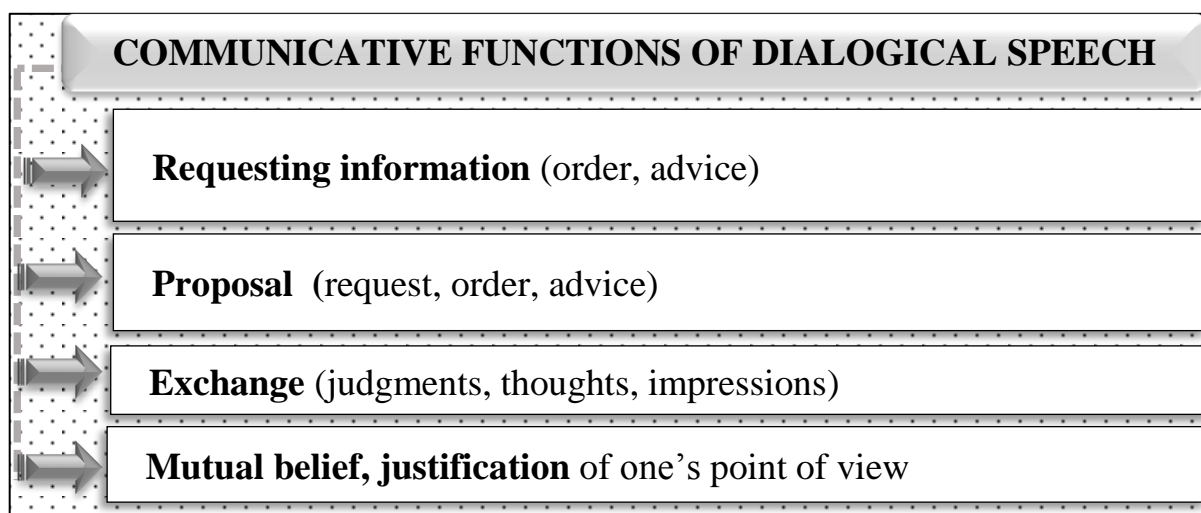 COMMUNICATIVE FUNCTIONS OF DIALOGICAL SPEECH
Requesting information (order, advice)
Proposal (request, order, advice)
Exchange (judgments, thoughts, impressions)
Mutual belief, justification of one’s point of view